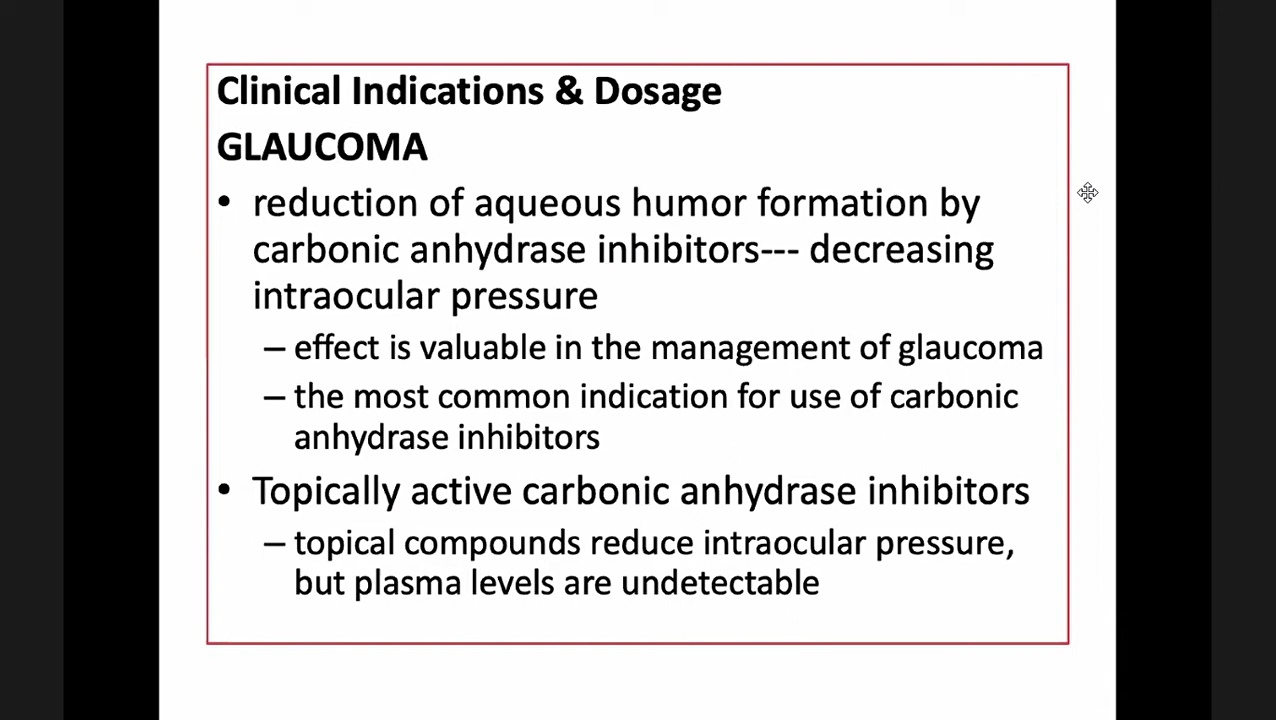 Clinical Indications & Dosage
GLAUCOMA
• reduction of aqueous humor formation by
carbonic anhydrase inhibitors--- decreasing
intraocular pressure
– effect is valuable in the management of glaucoma
– the most common indication for use of carbonic
anhydrase inhibitors
• Topically active carbonic anhydrase inhibitors
– topical compounds reduce intraocular pressure,
but plasma levels are undetectable